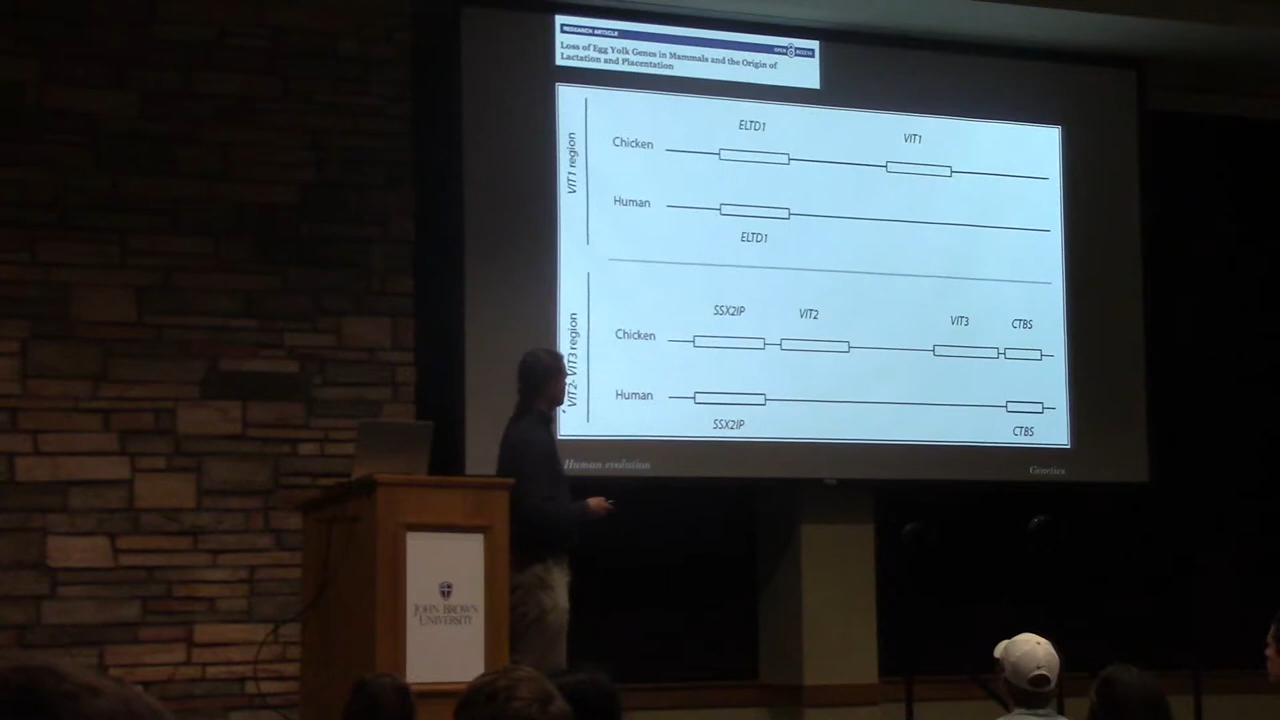 RESEARCH ARTICLE
OPEN ACCESS
Loss of Egg Yolk Genes in Mammals and the Origin of
Lactation and Placentation
VIT1 region
ELTD1
VIT1
Chicken
Human
ELTD1
VIT2-VIT3 region
SSX2IP
VIT2
VIT3
CTBS
Chicken
Human
SSX2IP
CTBS
Human evolution
Genetics
JOHN BROWN
UNIVERSITY